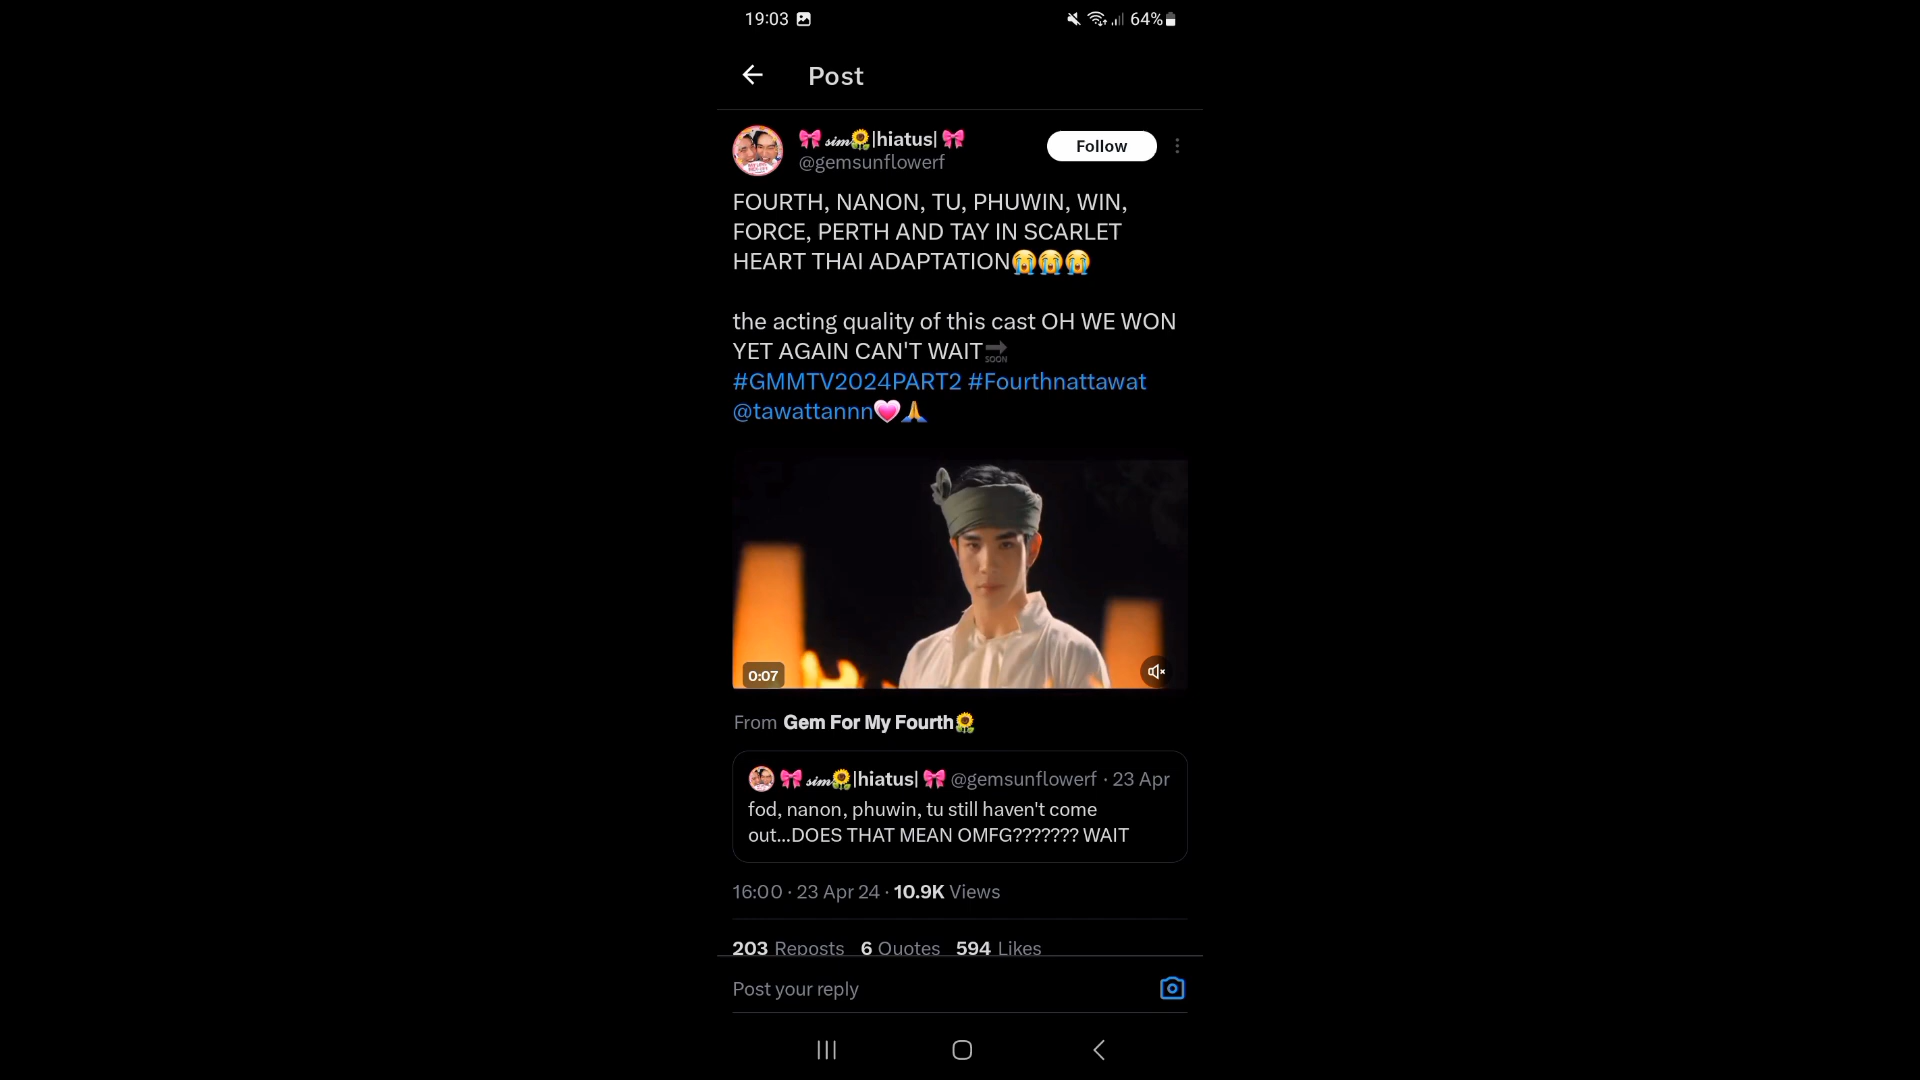 19:03
64%
Post
🎀 𝓼𝓲𝓶🌻|hiatus| 🎀
@gemsunflowerf
Follow
FOURTH, NANON, TU, PHUWIN, WIN,
FORCE, PERTH AND TAY IN SCARLET
HEART THAI ADAPTATION😭😭😭
the acting quality of this cast OH WE WON
YET AGAIN CAN'T WAIT🔜
#GMMTV2024PART2 #Fourthnattawat
@tawattannn💗🙏
0:07
From Gem For My Fourth🌻
🎀 𝓼𝓲𝓶🌻|hiatus| 🎀 @gemsunflowerf · 23 Apr
fod, nanon, phuwin, tu still haven't come
out...DOES THAT MEAN OMFG??????? WAIT
16:00 · 23 Apr 24 · 10.9K Views
203 Reposts 6 Quotes 594 Likes
Post your reply